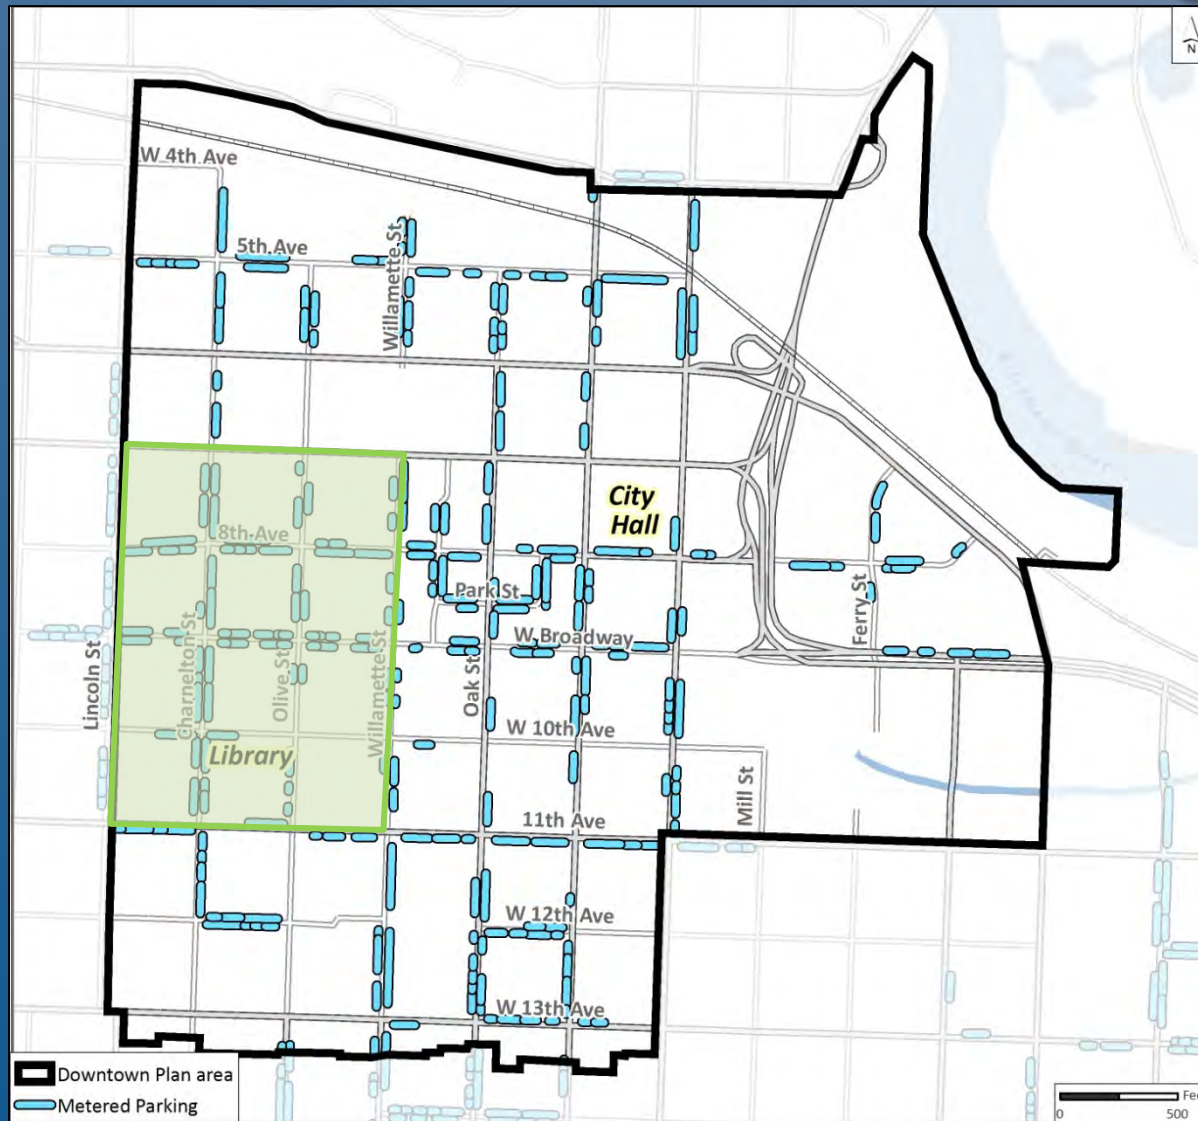 N
W 4th Ave
5th Ave
Willamette St
City
Hall
8th Ave
Park St
W Broadway
Ferry St
Lincoln St
Charnelton St
Olive St
Willamette St
Oak St
W 10th Ave
Library
Mill St
11th Ave
W 12th Ave
W 13th Ave
Downtown Plan area
Metered Parking
0
500